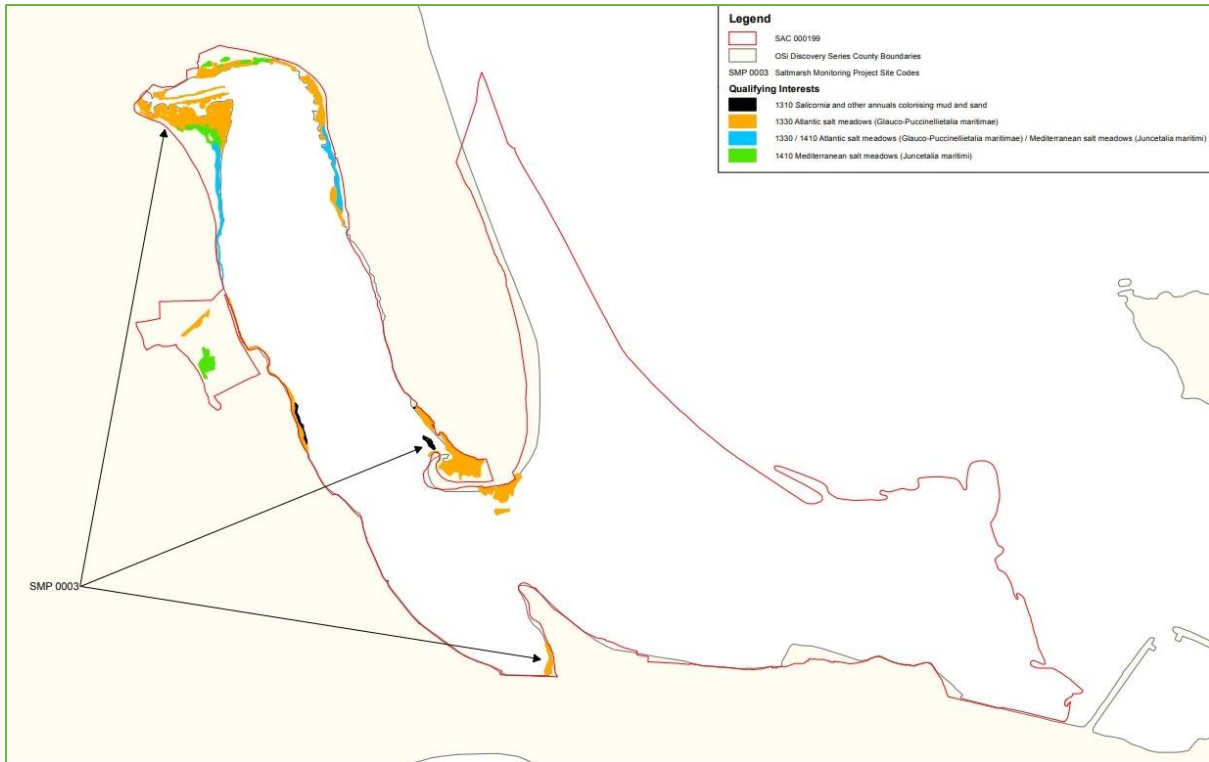 Legend
SAC 000199
OSi Discovery Series County Boundaries
SMP 0003 Saltmarsh Monitoring Project Site Codes
Qualifying Interests
1310 Salicornia and other annuals colonising mud and sand
1330 Atlantic salt meadows (Glauco-Puccinellietalia maritimae)
1330 / 1410 Atlantic salt meadows (Glauco-Puccinellietalia maritimae) / Mediterranean salt meadows (Juncetalia maritimi)
1410 Mediterranean salt meadows (Juncetalia maritimi)
SMP 0003